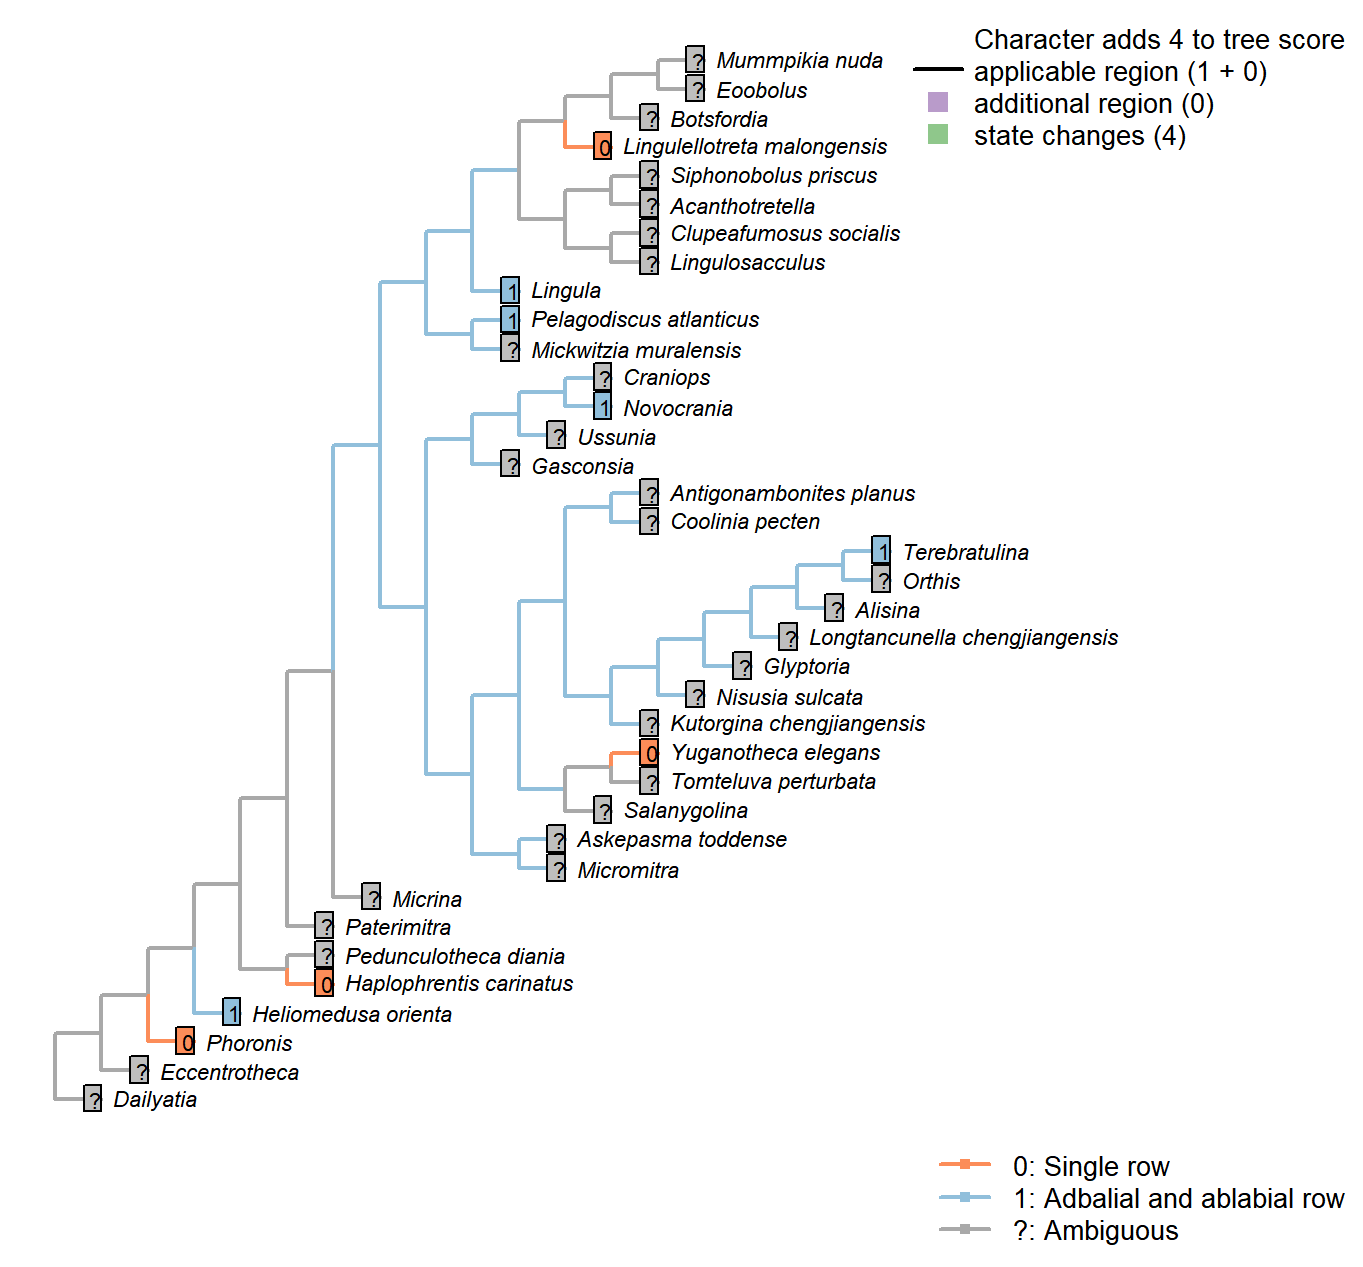 Character adds 4 to tree score
applicable region (1 + 0)
additional region (0)
state changes (4)
? Mummpikia nuda
? Eoobolus
? Botsfordia
0 Lingulellotreta malongensis
? Siphonobolus priscus
? Acanthotretella
? Clupeafumosus socialis
? Lingulosacculus
1 Lingula
1 Pelagodiscus atlanticus
? Mickwitzia muralensis
? Craniops
1 Novocrania
? Ussunia
? Gasconsia
? Antigonambonites planus
? Coolinia pecten
1 Terebratulina
? Orthis
? Alisina
? Longtancunella chengjiangensis
? Glyptoria
? Nisusia sulcata
? Kutorgina chengjiangensis
0 Yuganotheca elegans
? Tomteluva perturbata
? Salanygolina
? Askepasma toddense
? Micromitra
? Micrina
? Paterimitra
? Pedunculotheca diania
0 Haplophrentis carinatus
1 Heliomedusa orienta
0 Phoronis
? Eccentrotheca
? Dailyatia
0: Single row
1: Adbalial and ablabial row
?: Ambiguous